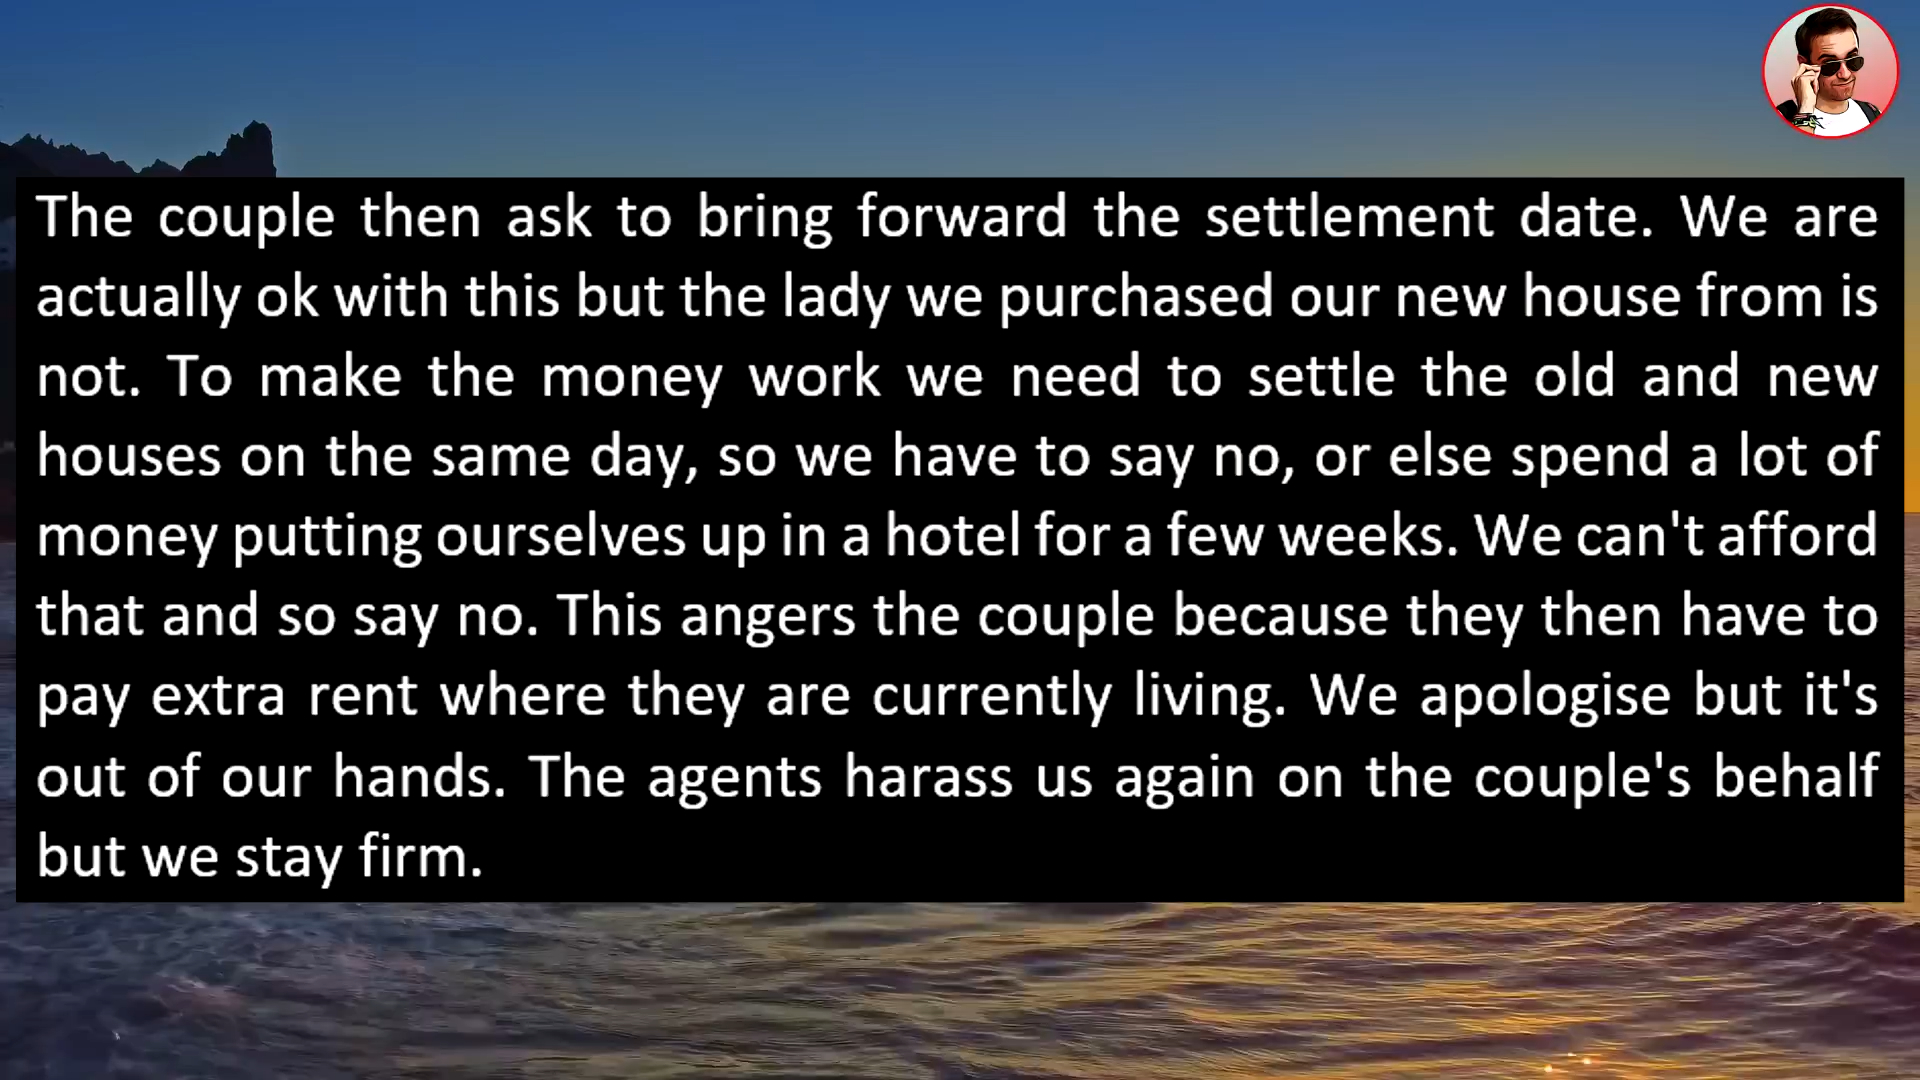 The couple then ask to bring forward the settlement date. We are
actually ok with this but the lady we purchased our new house from is
not. To make the money work we need to settle the old and new
houses on the same day, so we have to say no, or else spend a lot of
money putting ourselves up in a hotel for a few weeks. We can't afford
that and so say no. This angers the couple because they then have to
pay extra rent where they are currently living. We apologise but it's
out of our hands. The agents harass us again on the couple's behalf
but we stay firm.